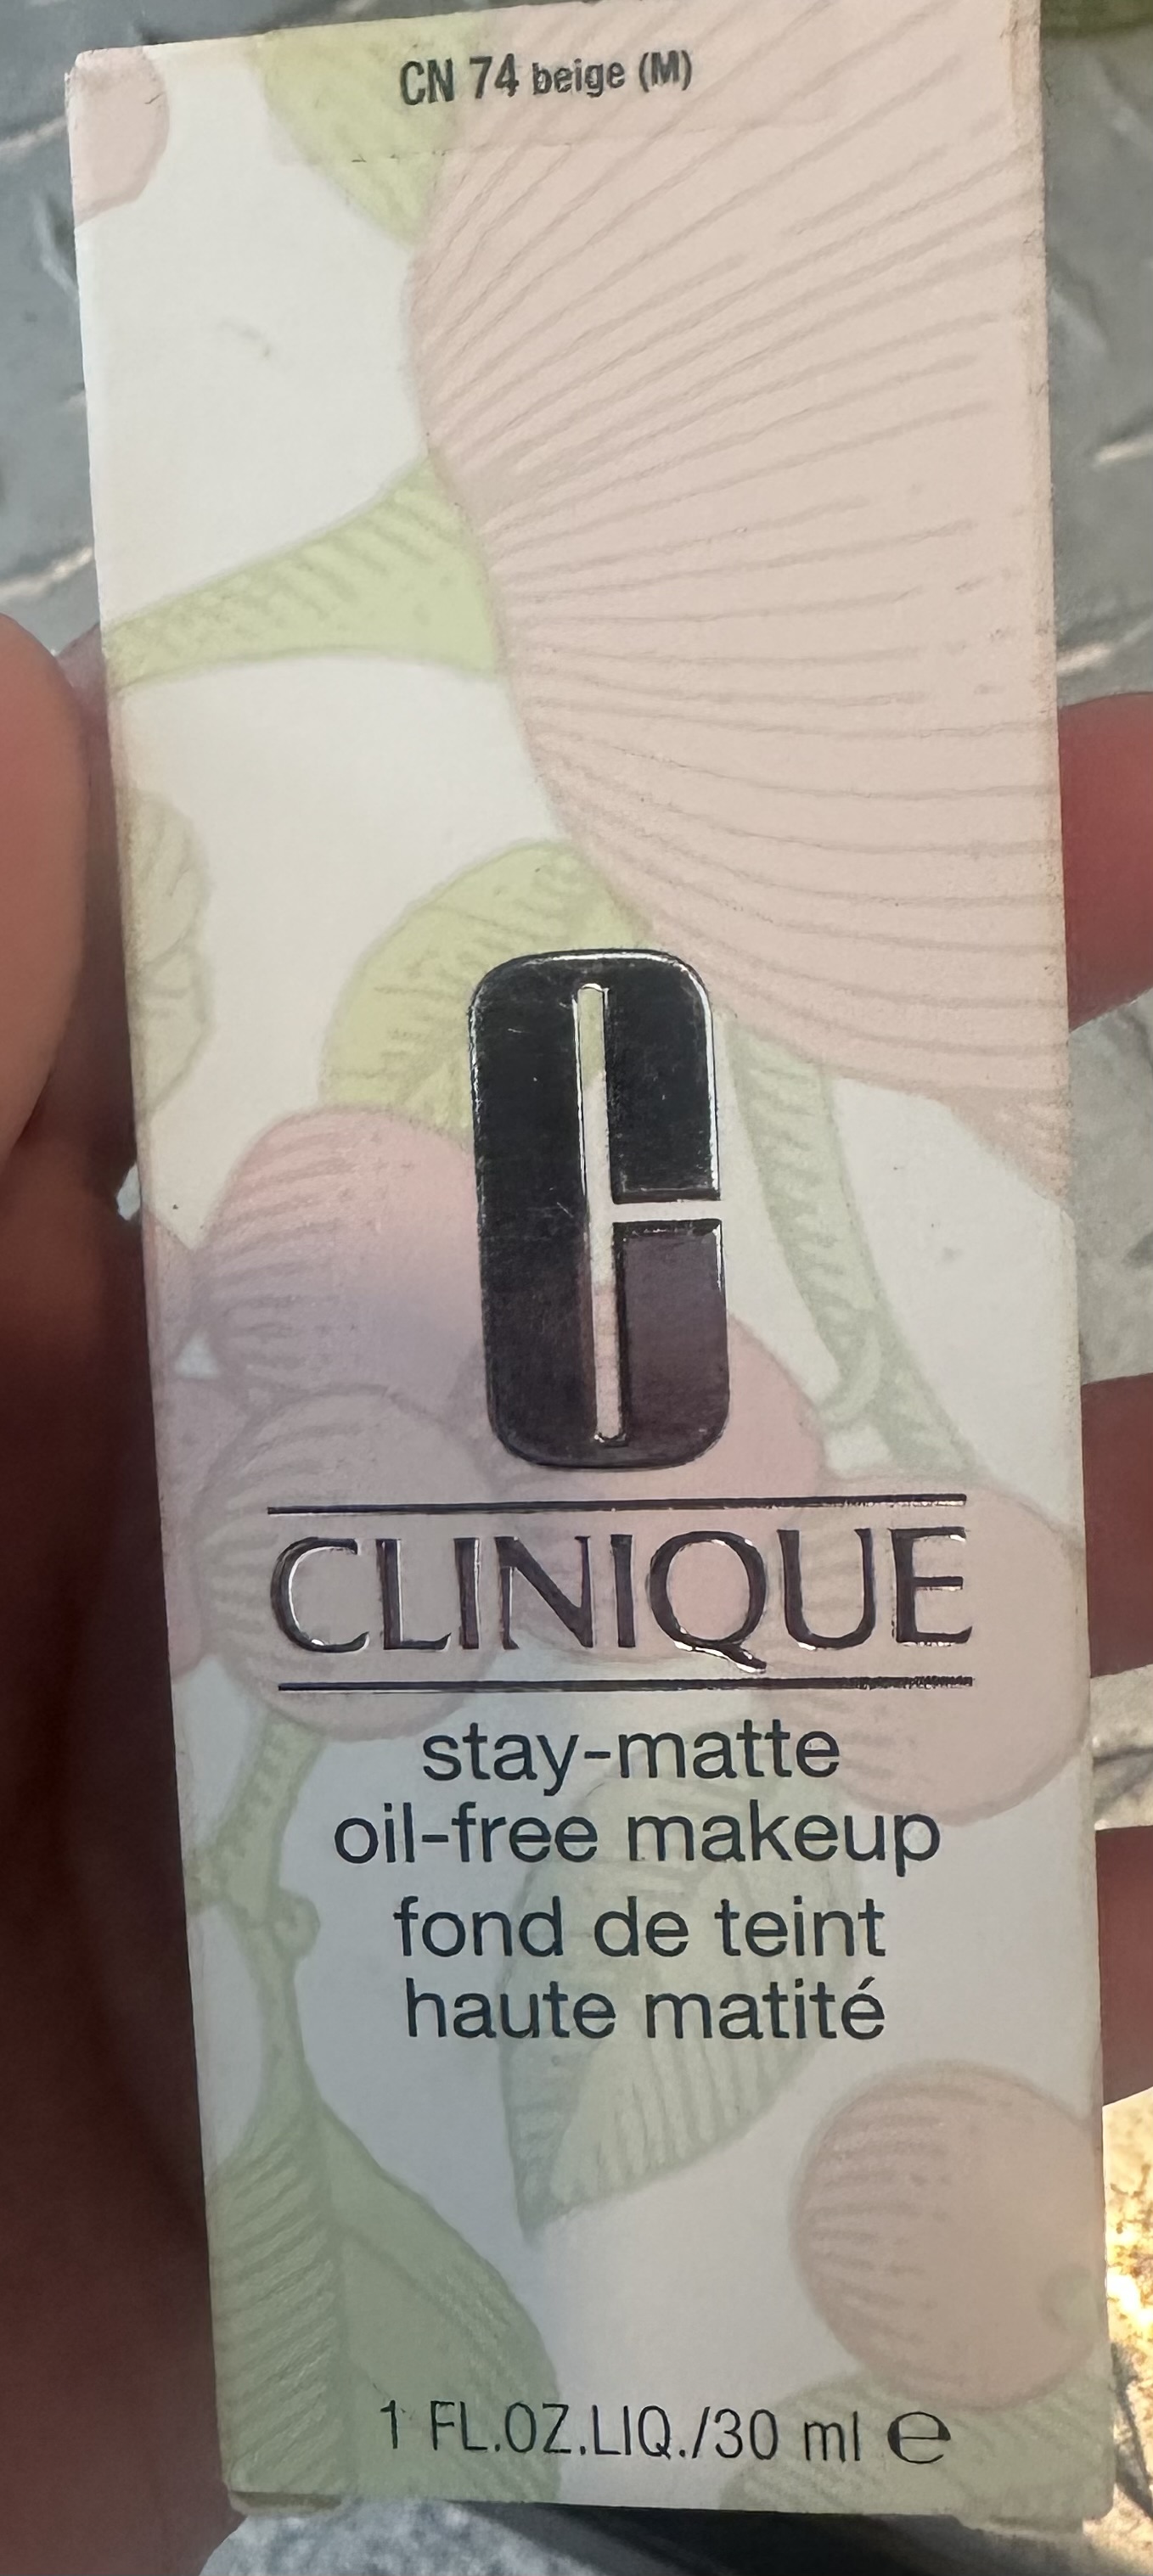 CN 74 beige (M)
CLINIQUE
stay-matte
oil-free makeup
fond de teint
haute matité
1 FL.OZ.LIQ./30 ml ℮